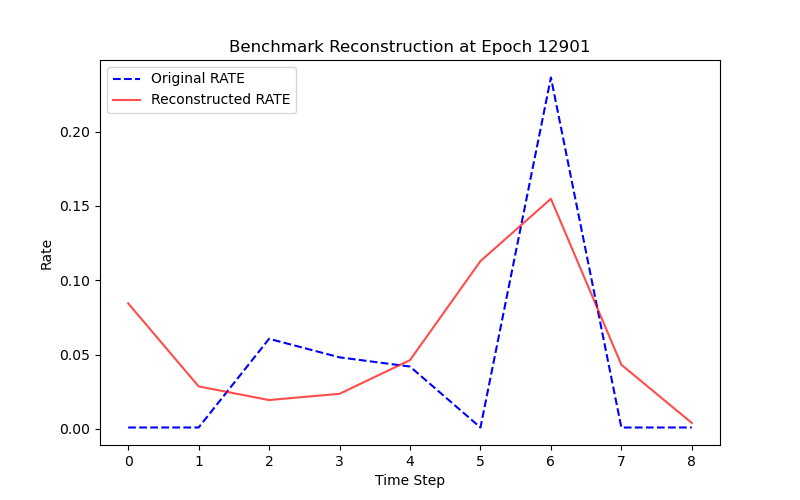 Benchmark Reconstruction at Epoch 12901
Original RATE
Reconstructed RATE
0.20
0.15
0.10
0.05
0.00
Rate
0 1 2 3 4 5 6 7 8
Time Step